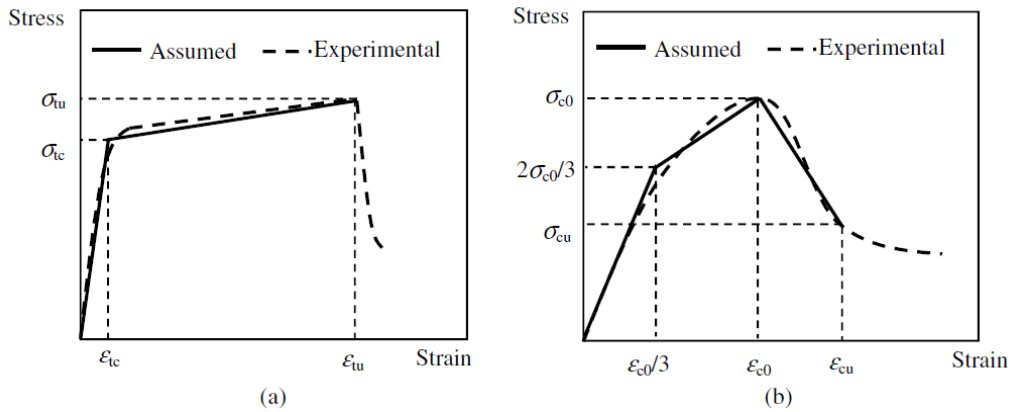 Stress
Assumed
Experimental
σtu
σtc
εtc
εtu
Strain
(a)
Stress
Assumed
Experimental
σc0
2σc0/3
σcu
εc0/3
εc0
εcu
Strain
(b)